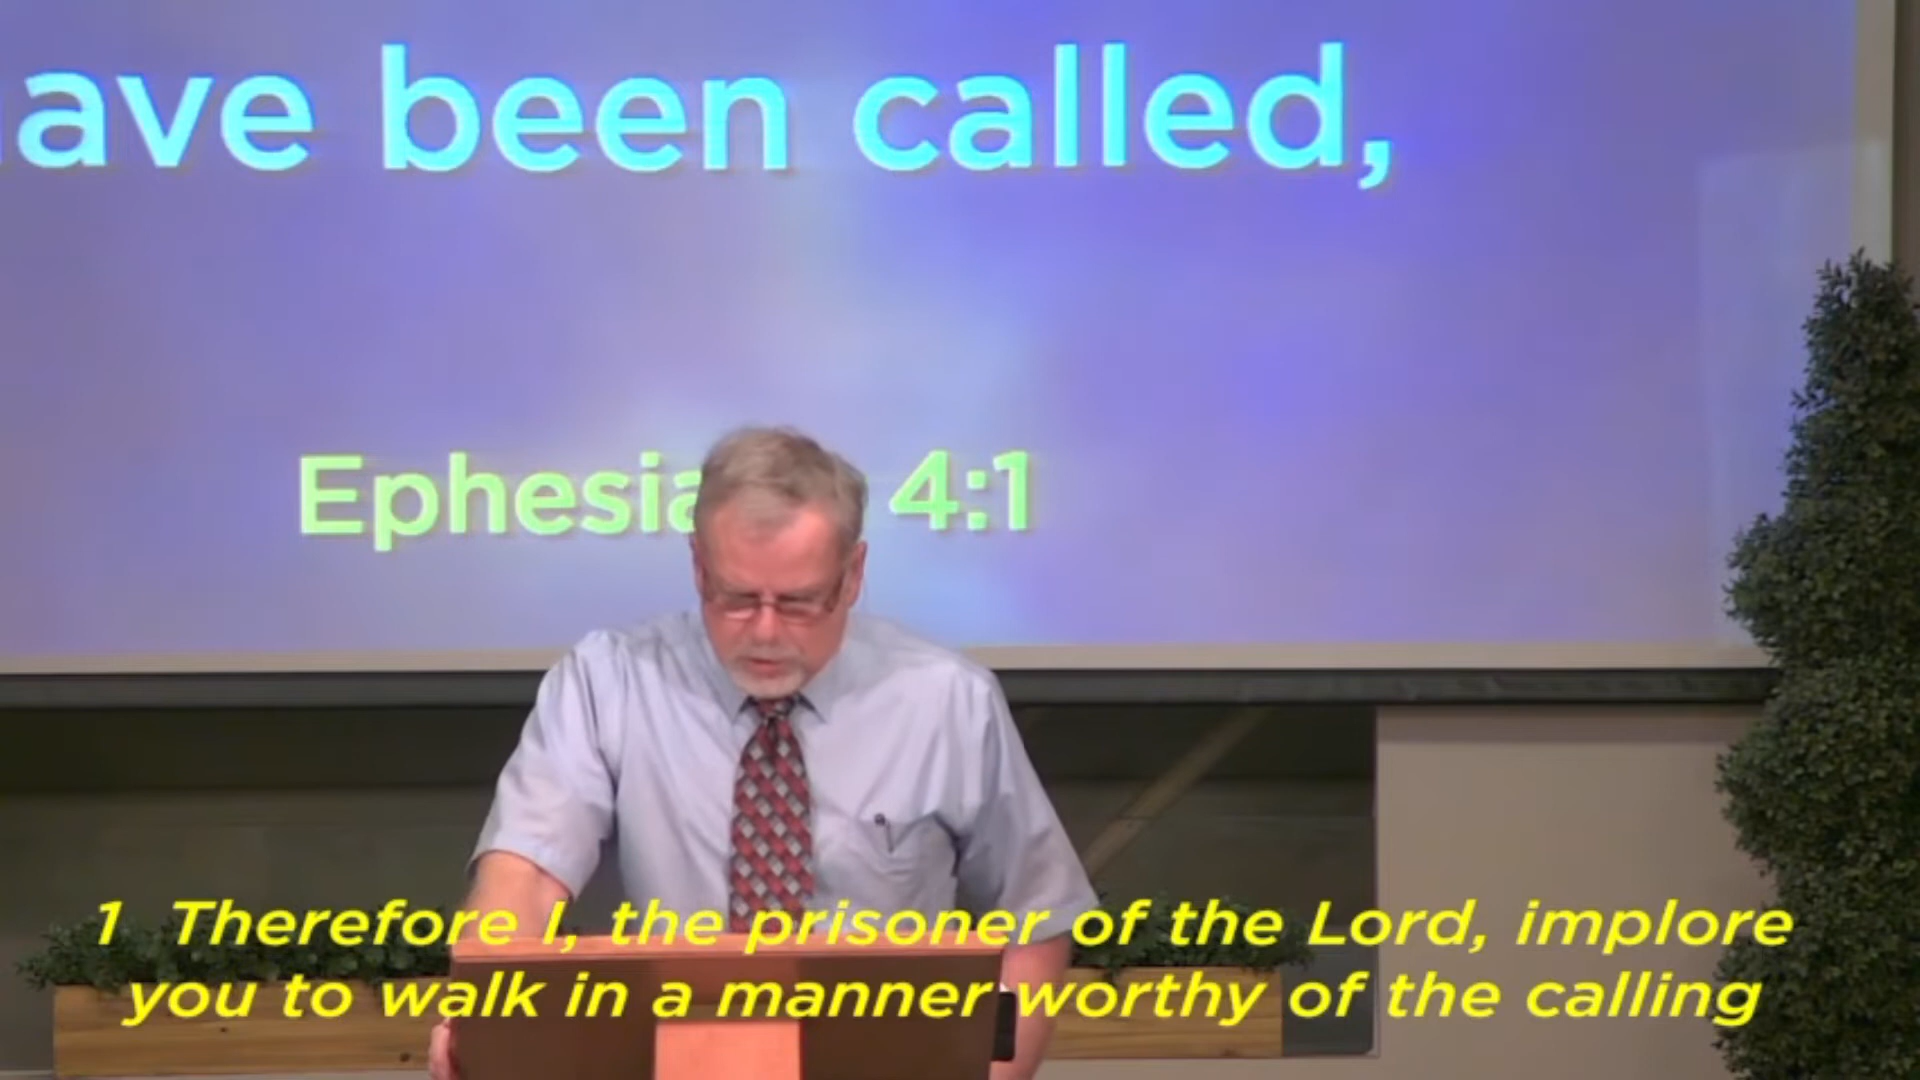 ave been called,
Ephesia 4:1
1 Therefore I, the prisoner of the Lord, implore
you to walk in a manner worthy of the calling